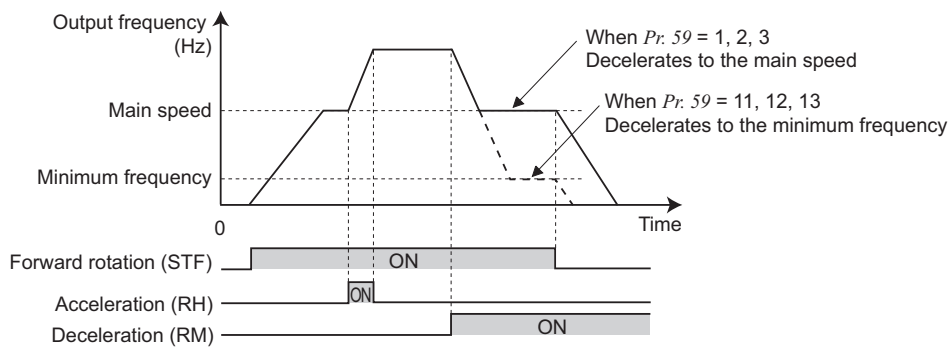 Output frequency
(Hz)
When Pr. 59 = 1, 2, 3
Decelerates to the main speed
Main speed
When Pr. 59 = 11, 12, 13
Decelerates to the minimum frequency
Minimum frequency
0
Time
Forward rotation (STF)
ON
Acceleration (RH)
ON
Deceleration (RM)
ON